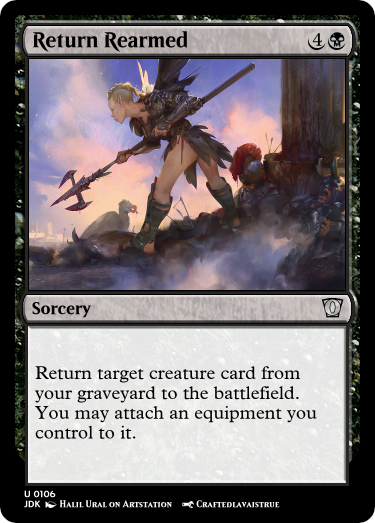 Return Rearmed 4
Sorcery
Return target creature card from
your graveyard to the battlefield.
You may attach an equipment you
control to it.
U 0106
JDK Halil Ural on Artstation Craftedlavaistrue